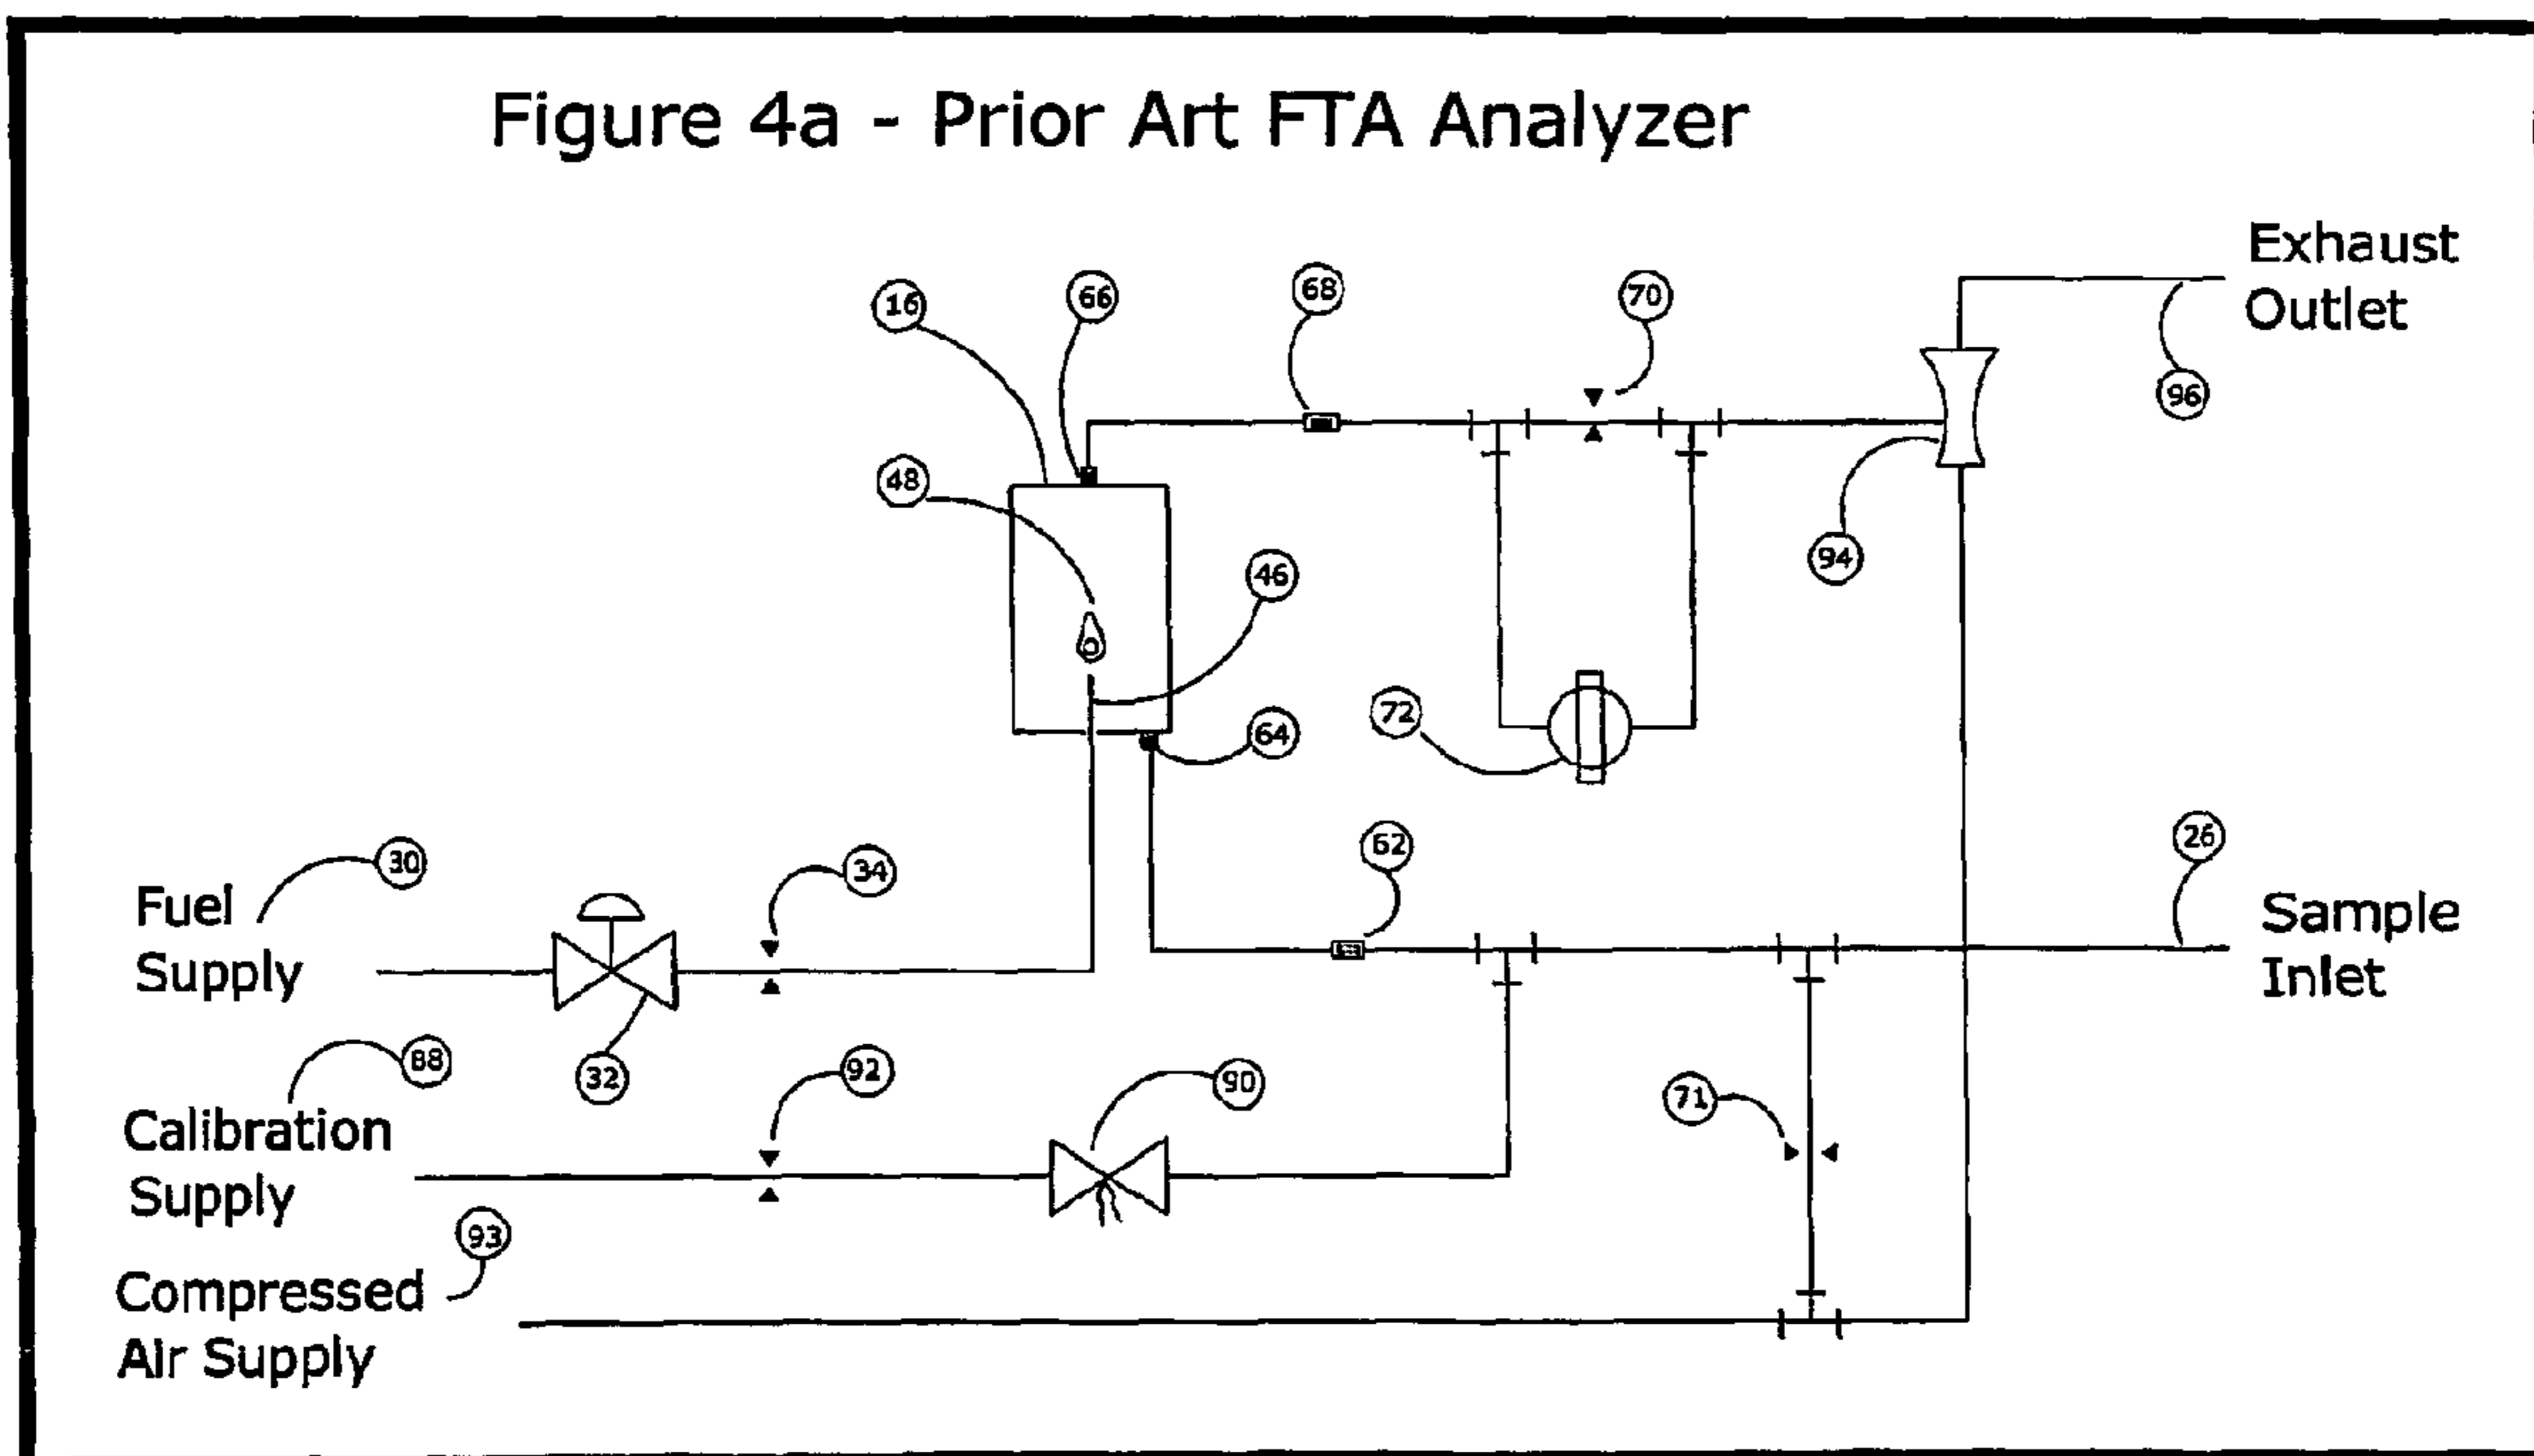 Figure 4a - Prior Art FTA Analyzer
Exhaust
Outlet
16
66
68
70
96
48
46
94
72
64
62
26
30
34
Fuel
Supply
Sample
Inlet
32
88
92
90
71
Calibration
Supply
93
Compressed
Air Supply